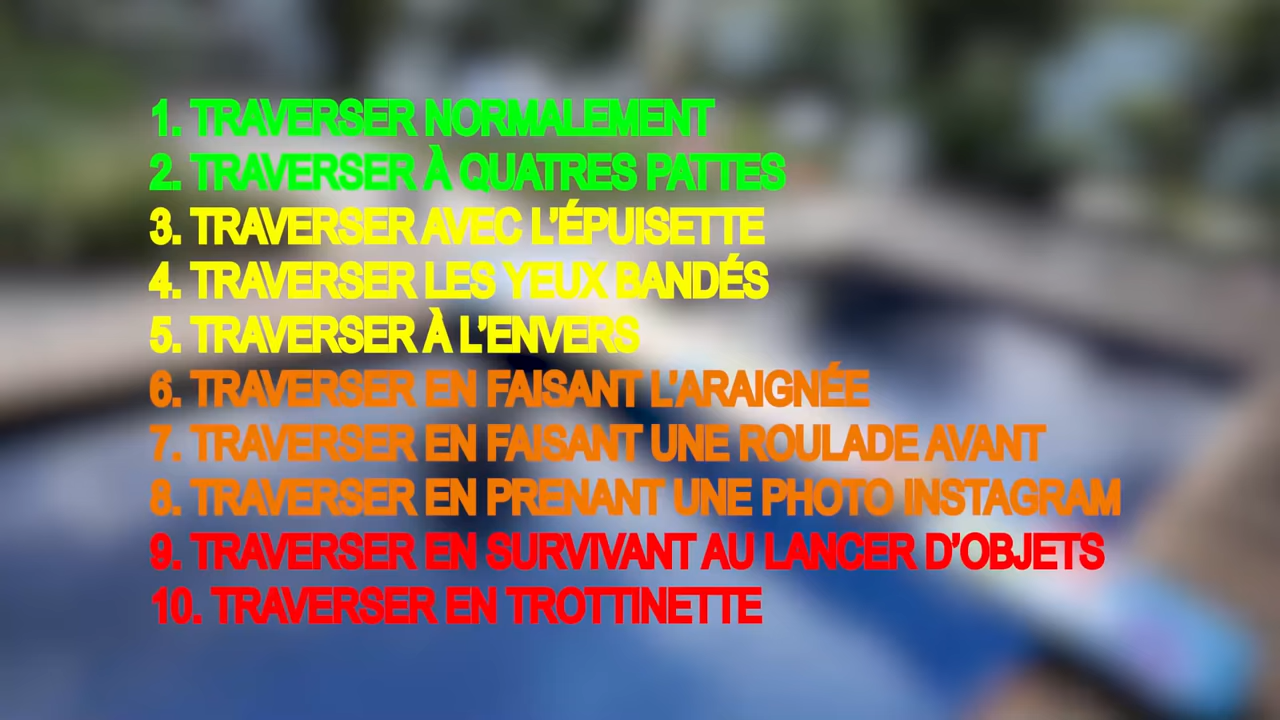 1. TRAVERSER NORMALEMENT
2. TRAVERSER À QUATRES PATTES
3. TRAVERSER AVEC L'ÉPUISETTE
4. TRAVERSER LES YEUX BANDÉS
5. TRAVERSER À L'ENVERS
6. TRAVERSER EN FAISANT L'ARAIGNÉE
7. TRAVERSER EN FAISANT UNE ROULADE AVANT
8. TRAVERSER EN PRENANT UNE PHOTO INSTAGRAM
9. TRAVERSER EN SURVIVANT AU LANCER D'OBJETS
10. TRAVERSER EN TROTTINETTE